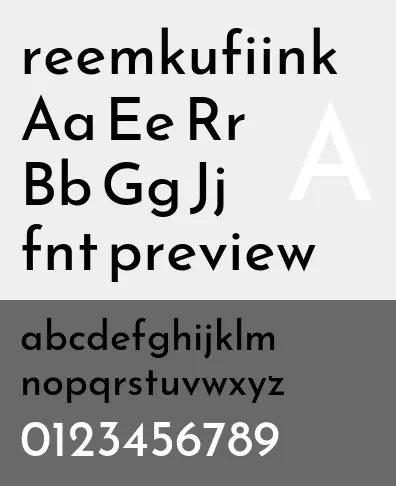 reemkufiink
Aa Ee Rr
A
Bb Gg Jj
fnt preview
abcdefghijklm
nopqrstuvwxyz
0123456789